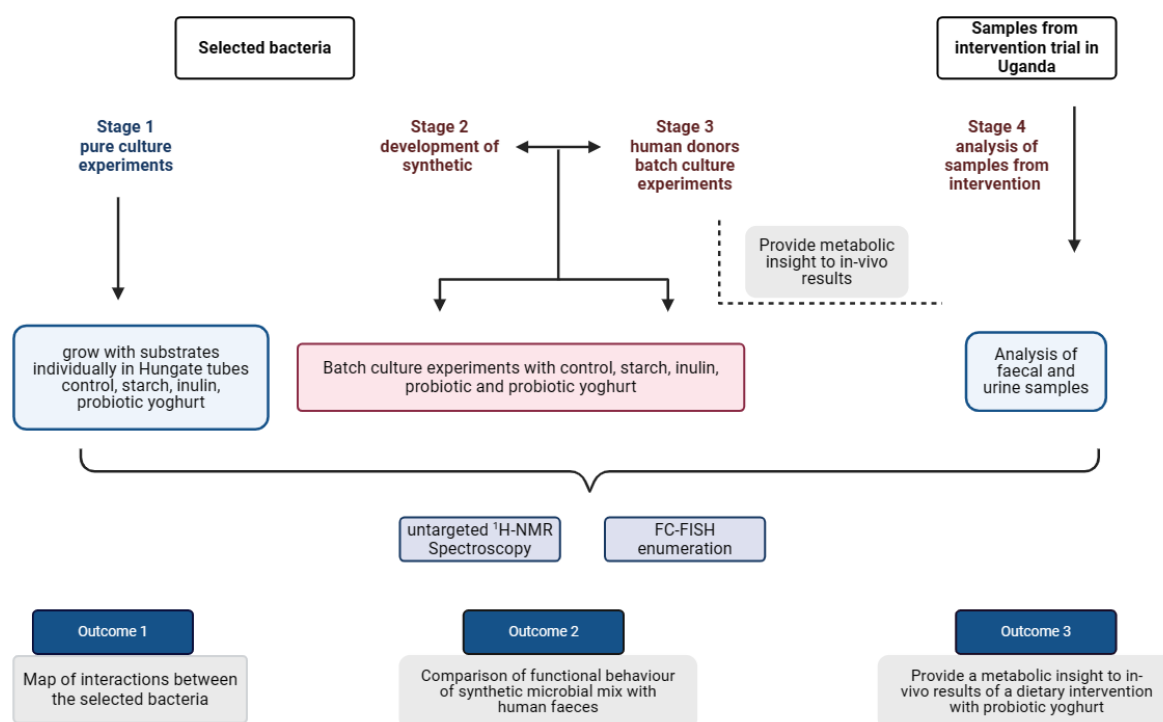 Selected bacteria
Samples from
intervention trial in
Uganda
Stage 1
pure culture
experiments
Stage 2
development of
synthetic
Stage 3
human donors
batch culture
experiments
Stage 4
analysis of
samples from
intervention
Provide metabolic
insight to in-vivo
results
grow with substrates
individually in Hungate tubes
control, starch, inulin,
probiotic yoghurt
Batch culture experiments with control, starch, inulin,
probiotic and probiotic yoghurt
Analysis of
faecal and
urine samples
untargeted ¹H-NMR
Spectroscopy
FC-FISH
enumeration
Outcome 1
Map of interactions between
the selected bacteria
Outcome 2
Comparison of functional behaviour
of synthetic microbial mix with
human faeces
Outcome 3
Provide a metabolic insight to in-
vivo results of a dietary intervention
with probiotic yoghurt